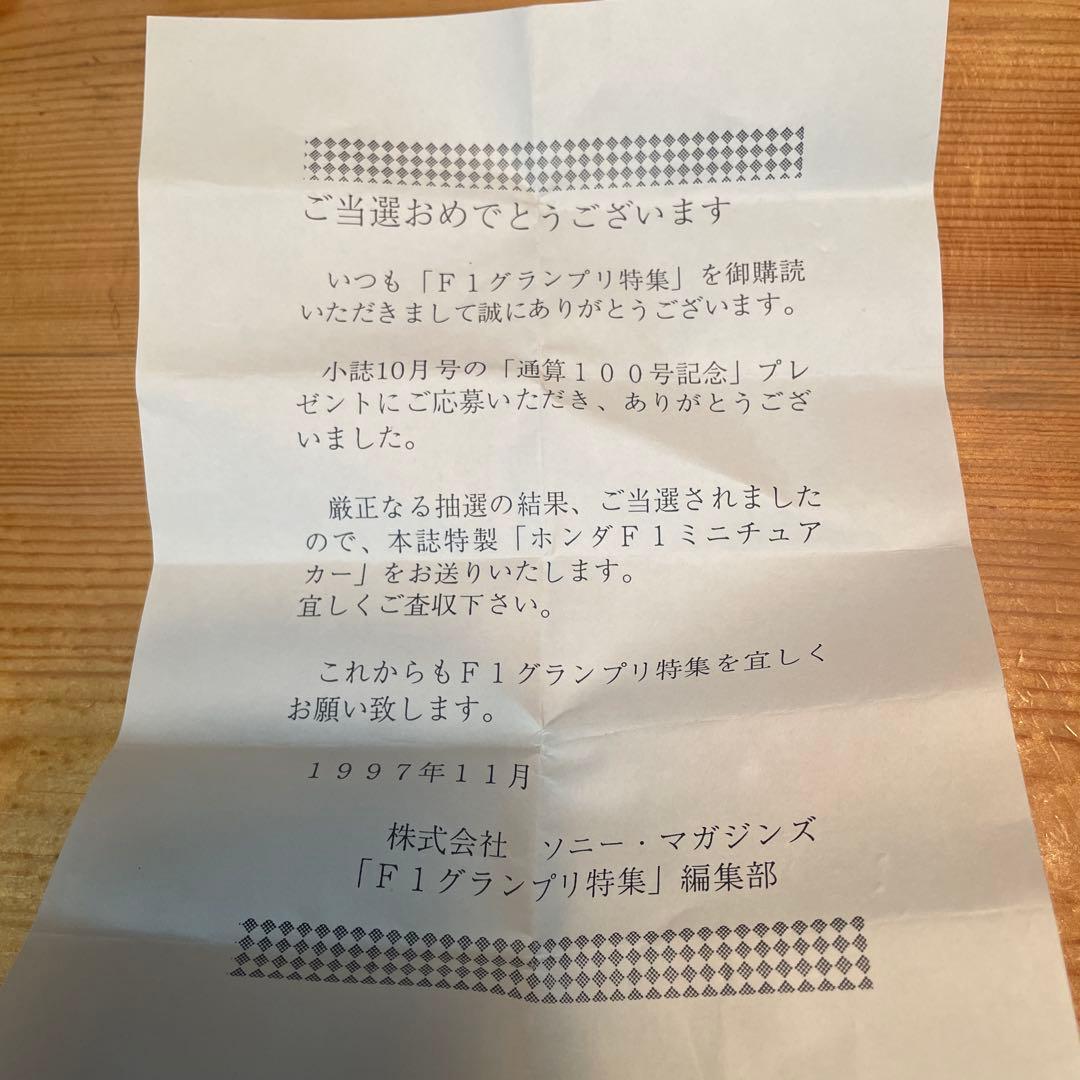 ご当選おめでとうございます
いつも「Ｆ１グランプリ特集」を御購読
いただきまして誠にありがとうございます。
小誌10月号の「通算１００号記念」プレ
ゼントにご応募いただき、ありがとうござ
いました。
厳正なる抽選の結果、ご当選されました
ので、本誌特製「ホンダＦ１ミニチュア
カー」をお送りいたします。
宜しくご査収下さい。
これからもＦ１グランプリ特集を宜しく
お願い致します。
１９９７年11月
株式会社　ソニー・マガジンズ
「Ｆ１グランプリ特集」編集部